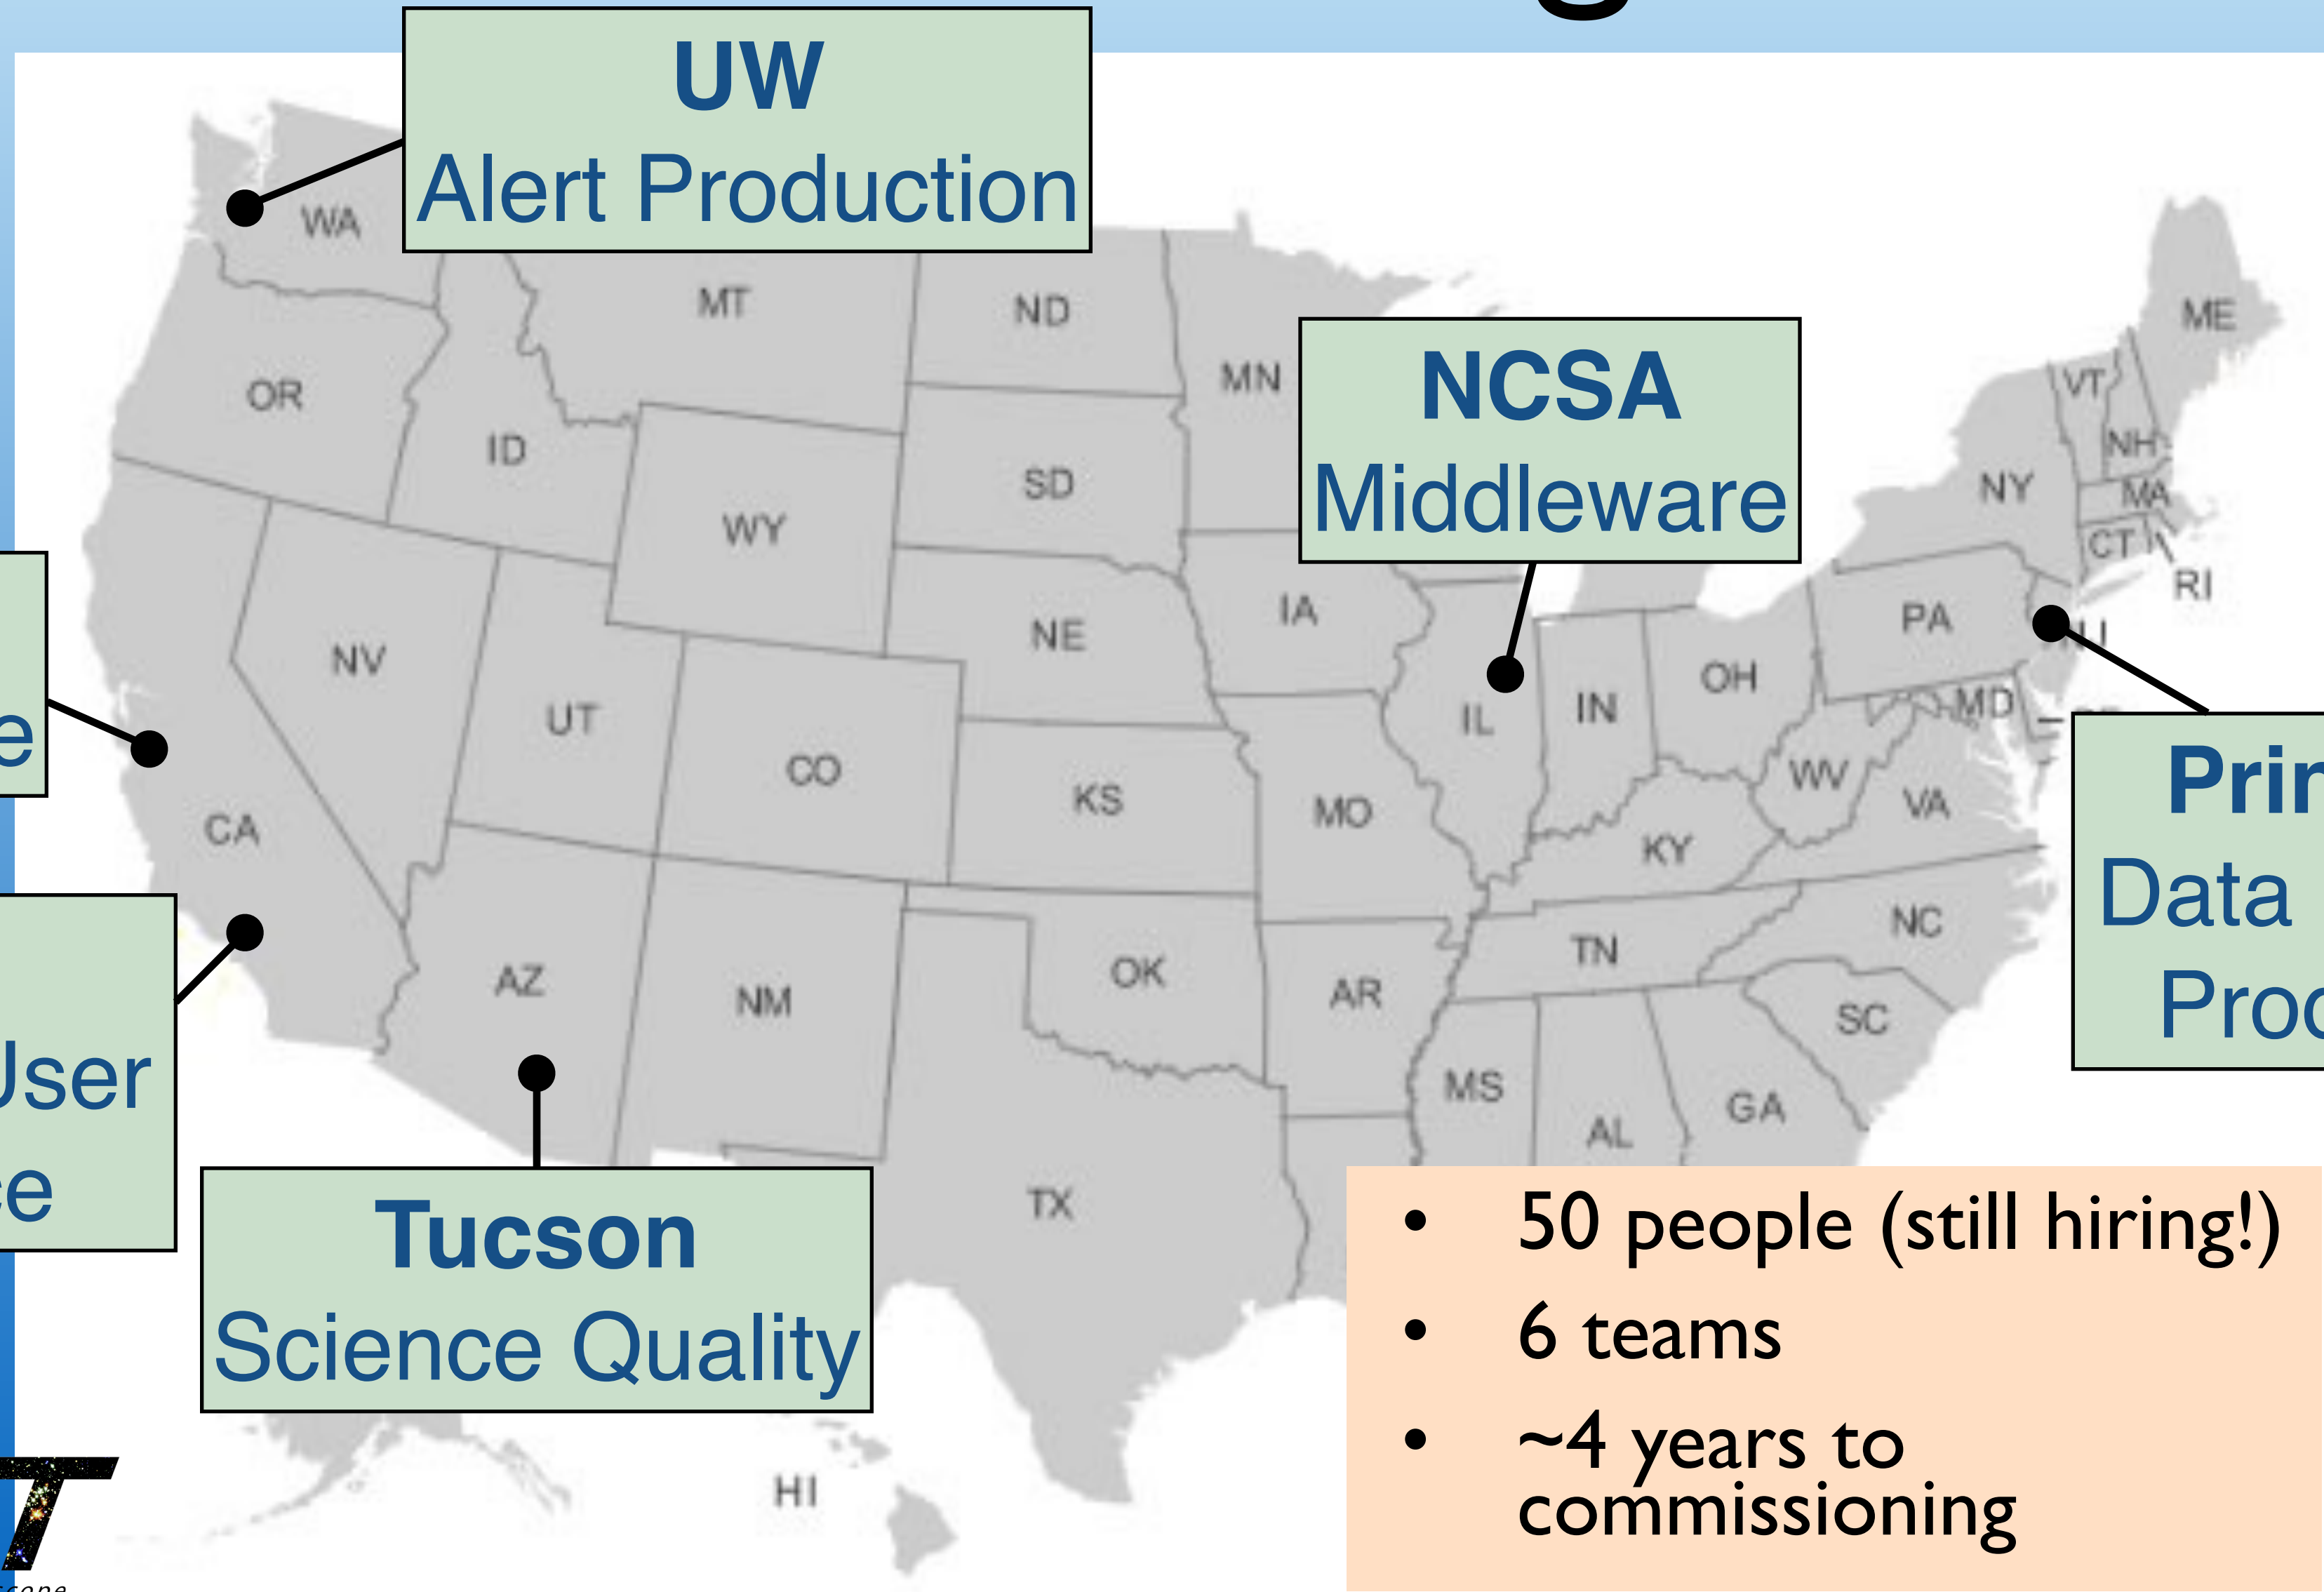 UW
Alert Production
WA
MT
ND
MN
ME
OR
ID
SD
WY
NCSA
Middleware
VT
NH
NY
MA
CT
RI
IA
NE
NV
UT
CO
KS
MO
IL
IN
OH
PA
MD
WV
VA
KY
CA
AZ
NM
OK
AR
TN
NC
SC
MS
AL
GA
TX
Data
User
Tucson
Science Quality
HI
• 50 people (still hiring!)
• 6 teams
• ~4 years to
commissioning